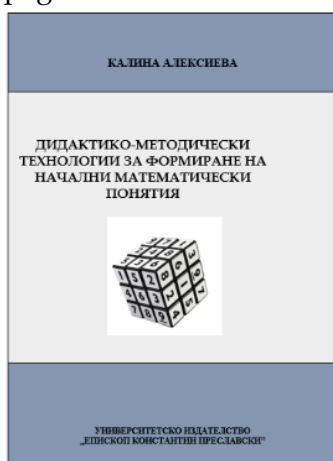 КАЛИНА АЛЕКСИЕВА
ДИДАКТИКО-МЕТОДИЧЕСКИ
ТЕХНОЛОГИИ ЗА ФОРМИРАНЕ НА
НАЧАЛНИ МАТЕМАТИЧЕСКИ
ПОНЯТИЯ
УНИВЕРСИТЕТСКО ИЗДАТЕЛСТВО
„ЕПИСКОП КОНСТАНТИН ПРЕСЛАВСКИ“